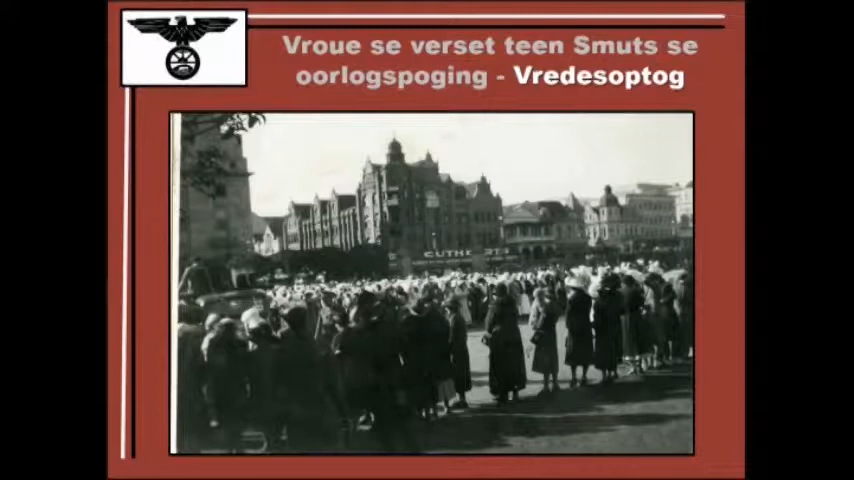 Vroue se verset teen Smuts se
oorlogspoging - Vredesoptog